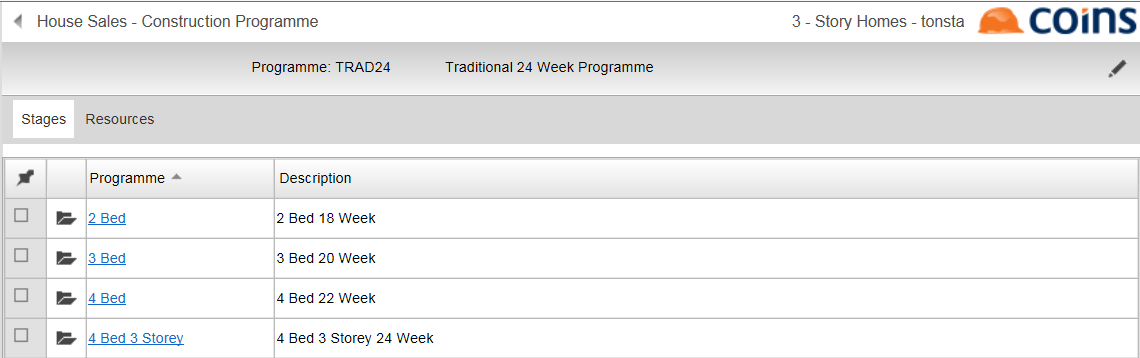 House Sales - Construction Programme 3 - Story Homes - tonsta coins
Programme: TRAD24 Traditional 24 Week Programme
Stages Resources
Programme Description
2 Bed 2 Bed 18 Week
3 Bed 3 Bed 20 Week
4 Bed 4 Bed 22 Week
4 Bed 3 Storey 4 Bed 3 Storey 24 Week